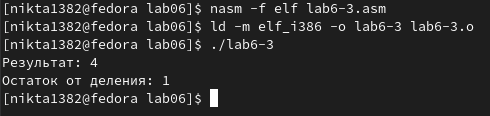 [nikta1382@fedora lab06]$ nasm -f elf lab6-3.asm
[nikta1382@fedora lab06]$ ld -m elf_i386 -o lab6-3 lab6-3.o
[nikta1382@fedora lab06]$ ./lab6-3
Результат: 4
Остаток от деления: 1
[nikta1382@fedora lab06]$